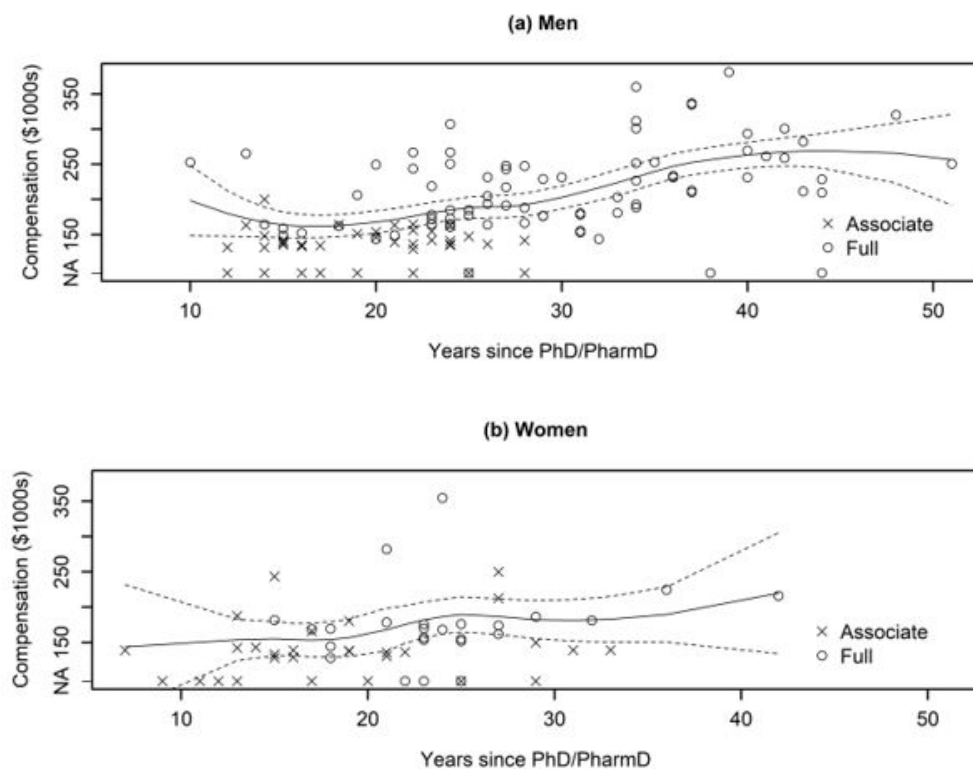 (a) Men
Compensation ($1000s)
350
250
150
NA
× Associate
○ Full
10 20 30 40 50
Years since PhD/PharmD
(b) Women
Compensation ($1000s)
350
250
150
NA
× Associate
○ Full
10 20 30 40 50
Years since PhD/PharmD